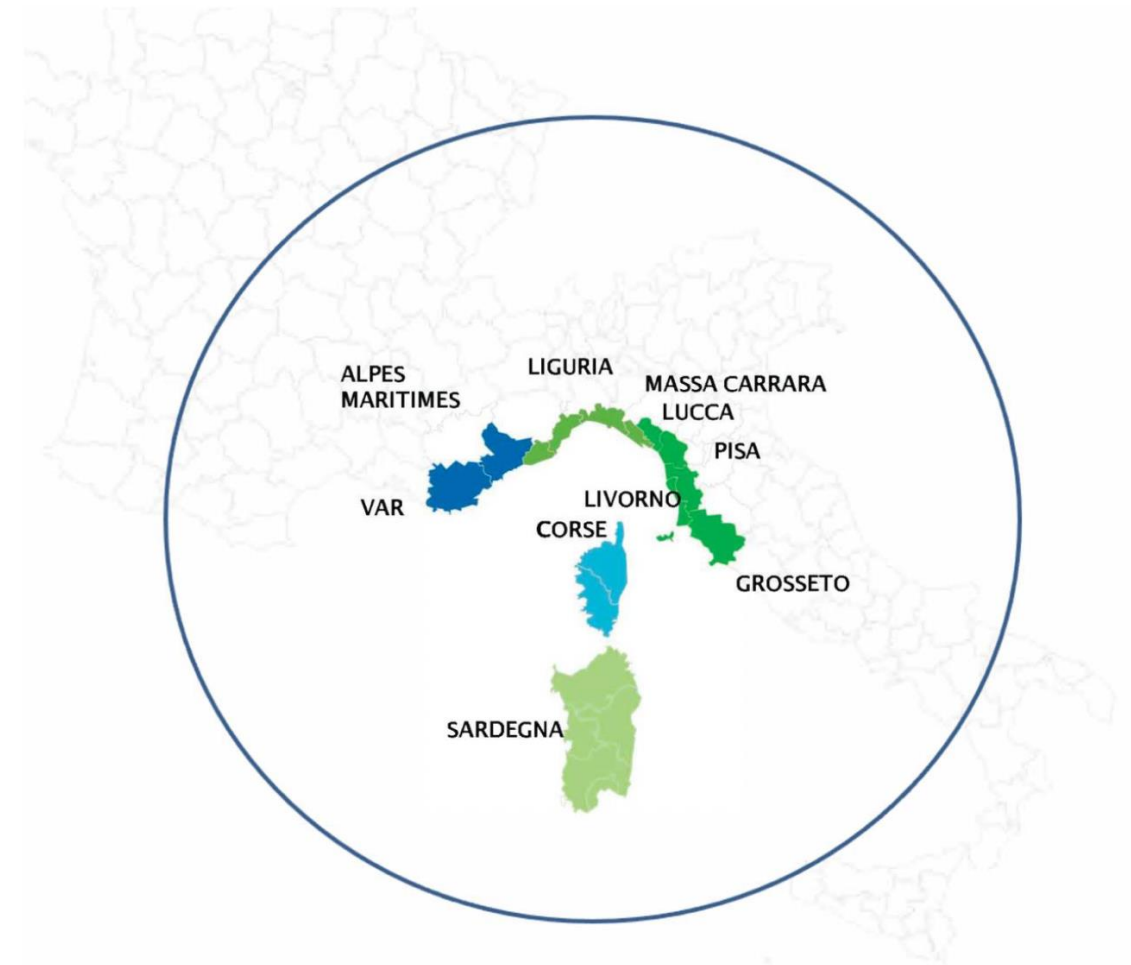 LIGURIA
ALPES
MARITIMES
MASSA CARRARA
LUCCA
PISA
VAR
LIVORNO
CORSE
GROSSETO
SARDEGNA